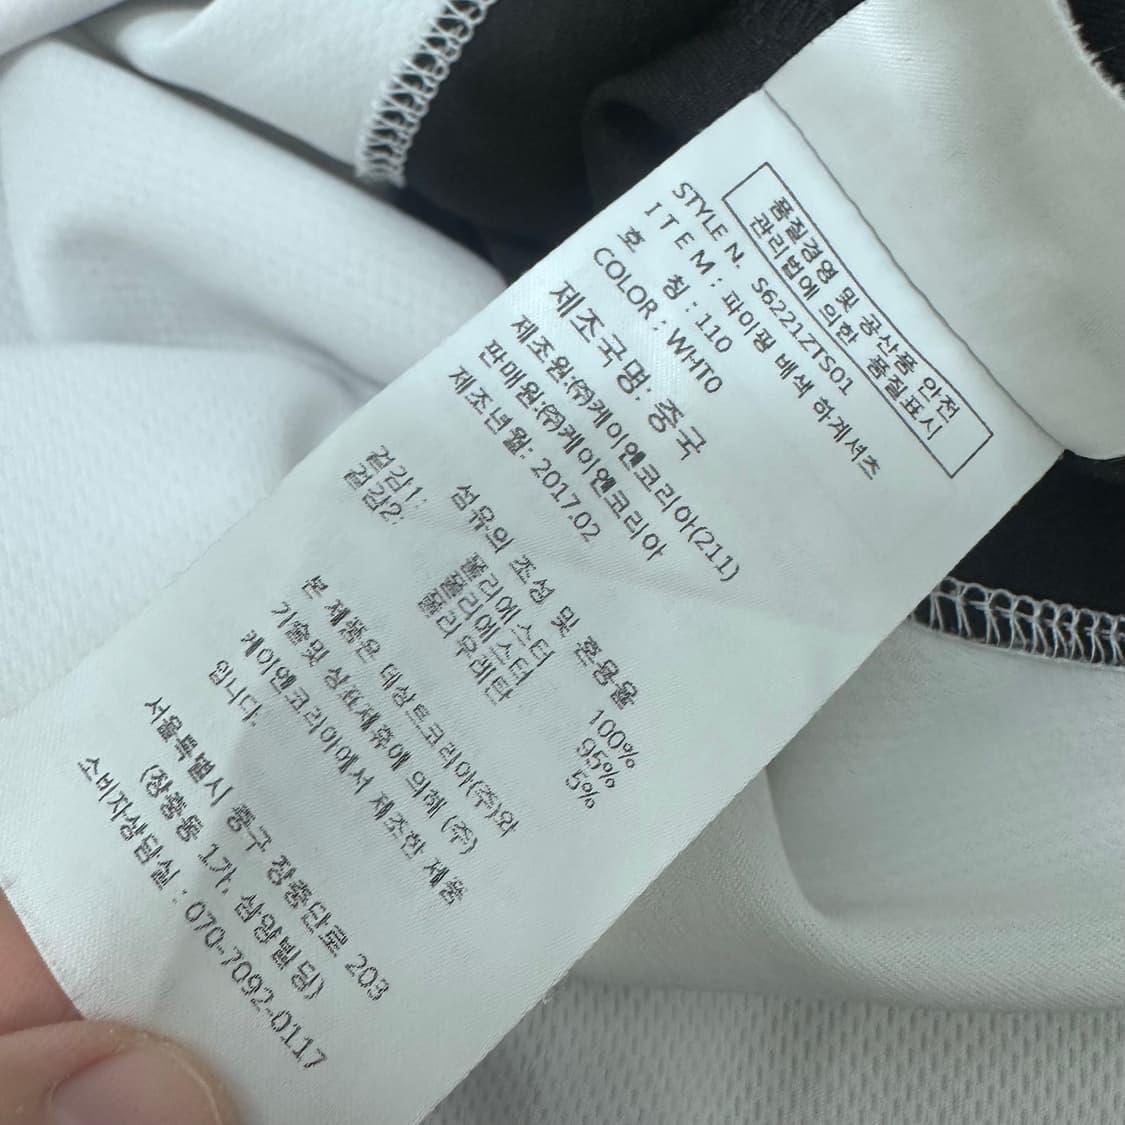 품질경영 및 공산품 안전
관리법에 의한 품질표시
STYLE N. S6221ZTS01
ITEM : 파이핑 배색 하계셔츠
호 칭 : 110
COLOR : WHT0
제조국명: 중국
제조원:㈜케이엔코리아(211)
판매원:㈜케이엔코리아
제조년월: 2017.02
섬유의 조성 및 혼용율
겉감1: 폴리에스터 100%
겉감2: 폴리에스터 95%
폴리우레탄 5%
본 제품은 데상트코리아(주)와
기술및 상표제휴에 의해 (주)
케이엔코리아에서 제조한 제품
입니다.
서울특별시 중구 장충단로 203
(장충동 1가, 삼양빌딩)
소비자상담실 : 070-7092-0117